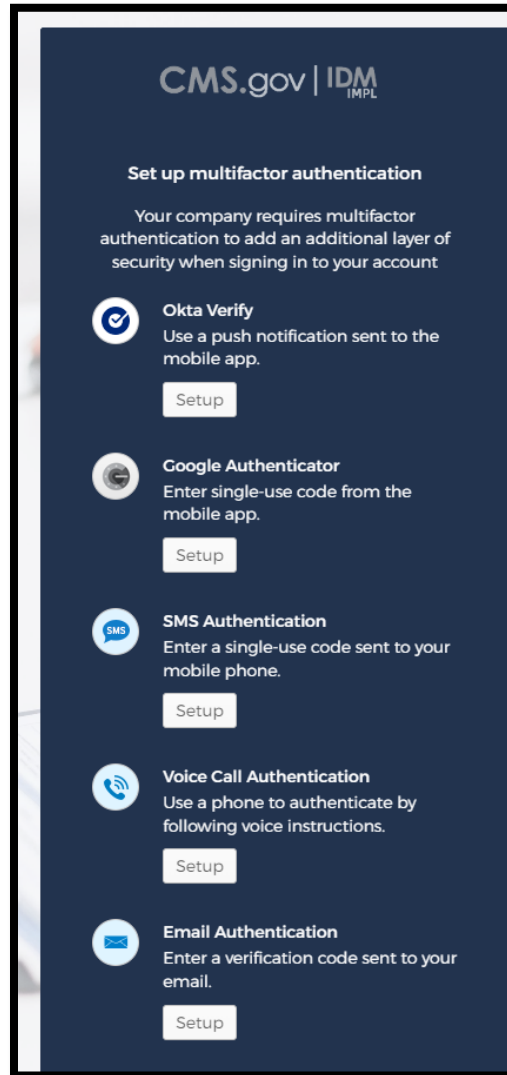 CMS.gov | IDM
IMPL
Set up multifactor authentication
Your company requires multifactor
authentication to add an additional layer of
security when signing in to your account
Okta Verify
Use a push notification sent to the
mobile app.
Setup
Google Authenticator
Enter single-use code from the
mobile app.
Setup
SMS
SMS Authentication
Enter a single-use code sent to your
mobile phone.
Setup
Voice Call Authentication
Use a phone to authenticate by
following voice instructions.
Setup
Email Authentication
Enter a verification code sent to your
email.
Setup